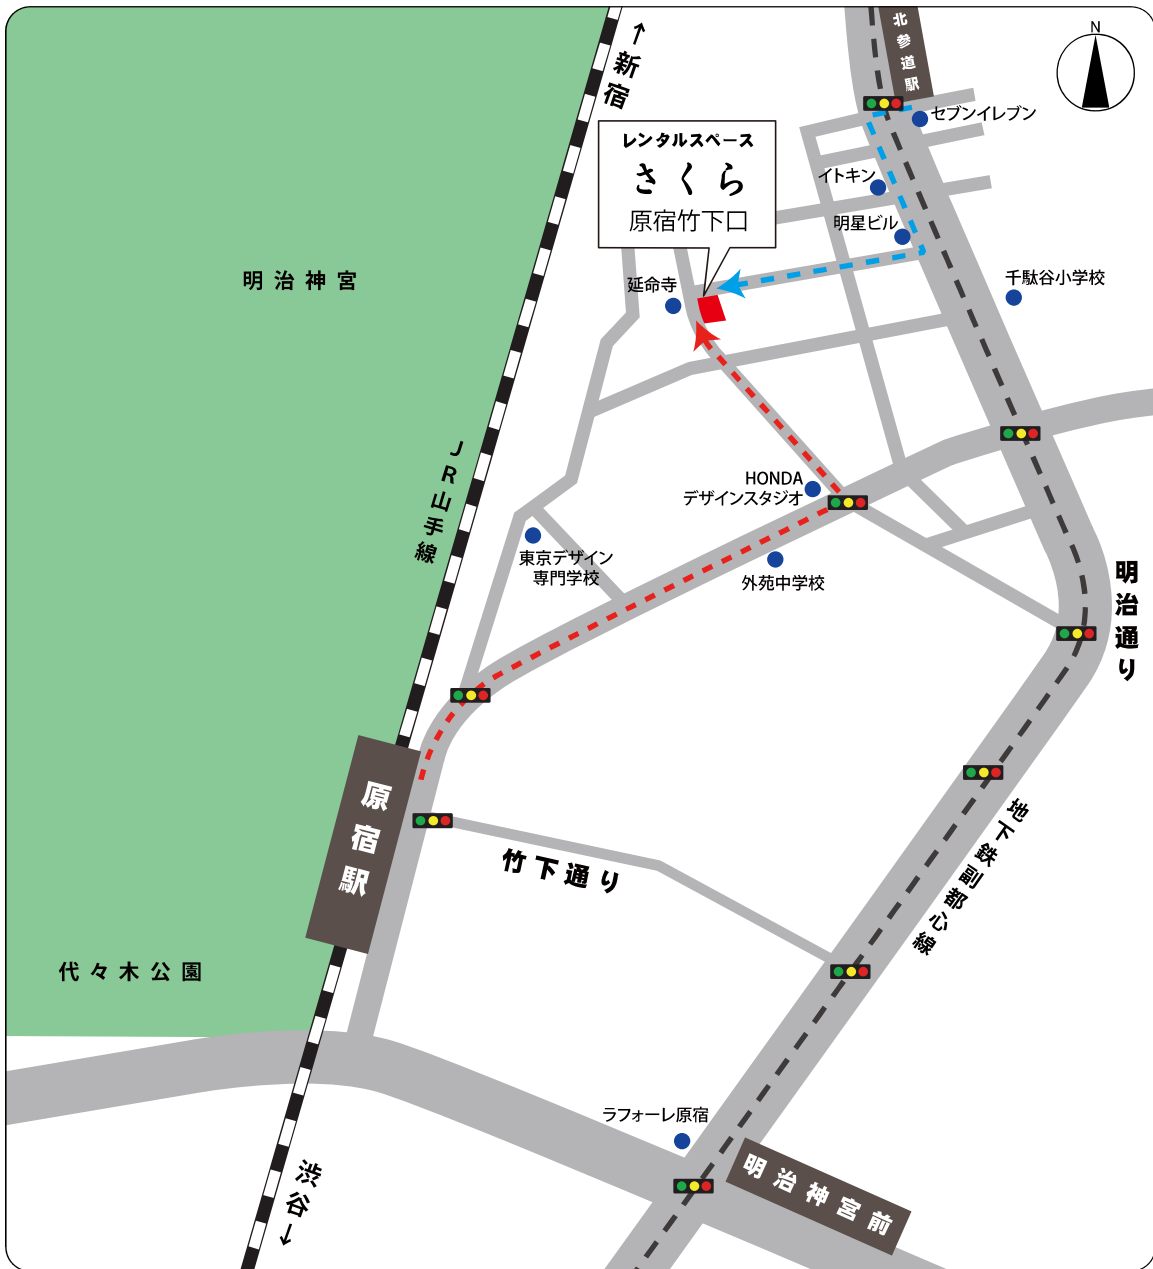 北参道駅
N
↑新宿
セブンイレブン
レンタルスペース
さくら
原宿竹下口
イトキン
明星ビル
明治神宮
延命寺
千駄谷小学校
JR山手線
HONDA
デザインスタジオ
東京デザイン
専門学校
外苑中学校
明治通り
原宿駅
竹下通り
地下鉄副都心線
代々木公園
ラフォーレ原宿
明治神宮前
渋谷↓